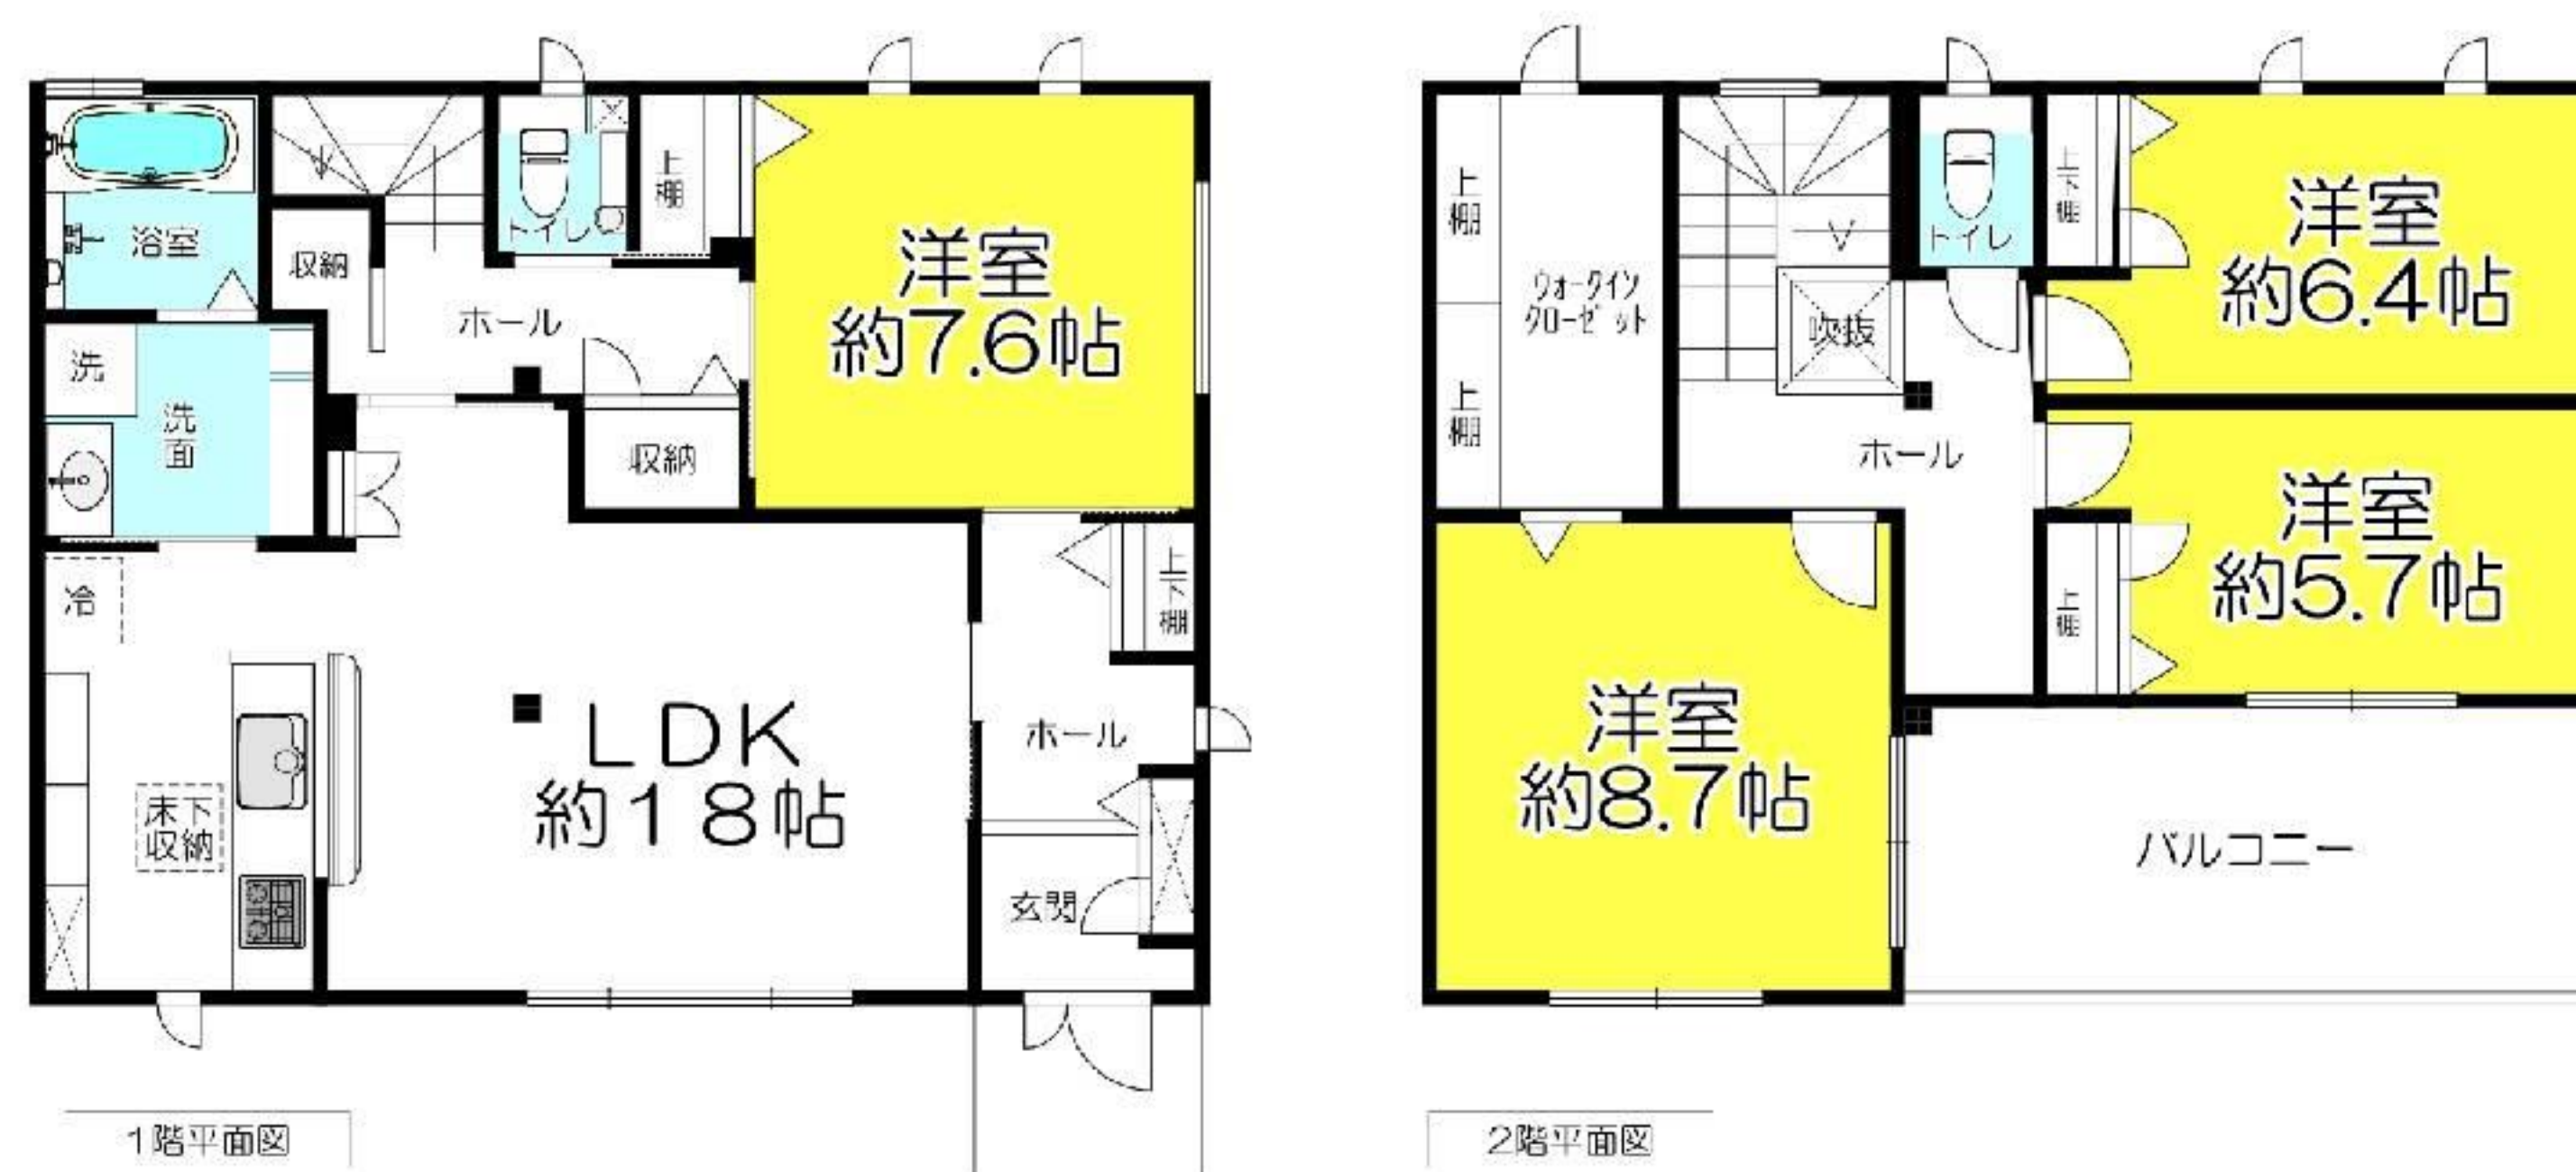 浴室
収納
トイレ
上棚
洋室
約7.6帖
ホール
洗
洗面
収納
冷
上下棚
LDK
約18帖
ホール
床下
収納
玄関
1階平面図
上棚
上棚
ウォークイン
クローゼット
トイレ
吹抜
洋室
約6.4帖
ホール
上棚
洋室
約5.7帖
洋室
約8.7帖
バルコニー
2階平面図